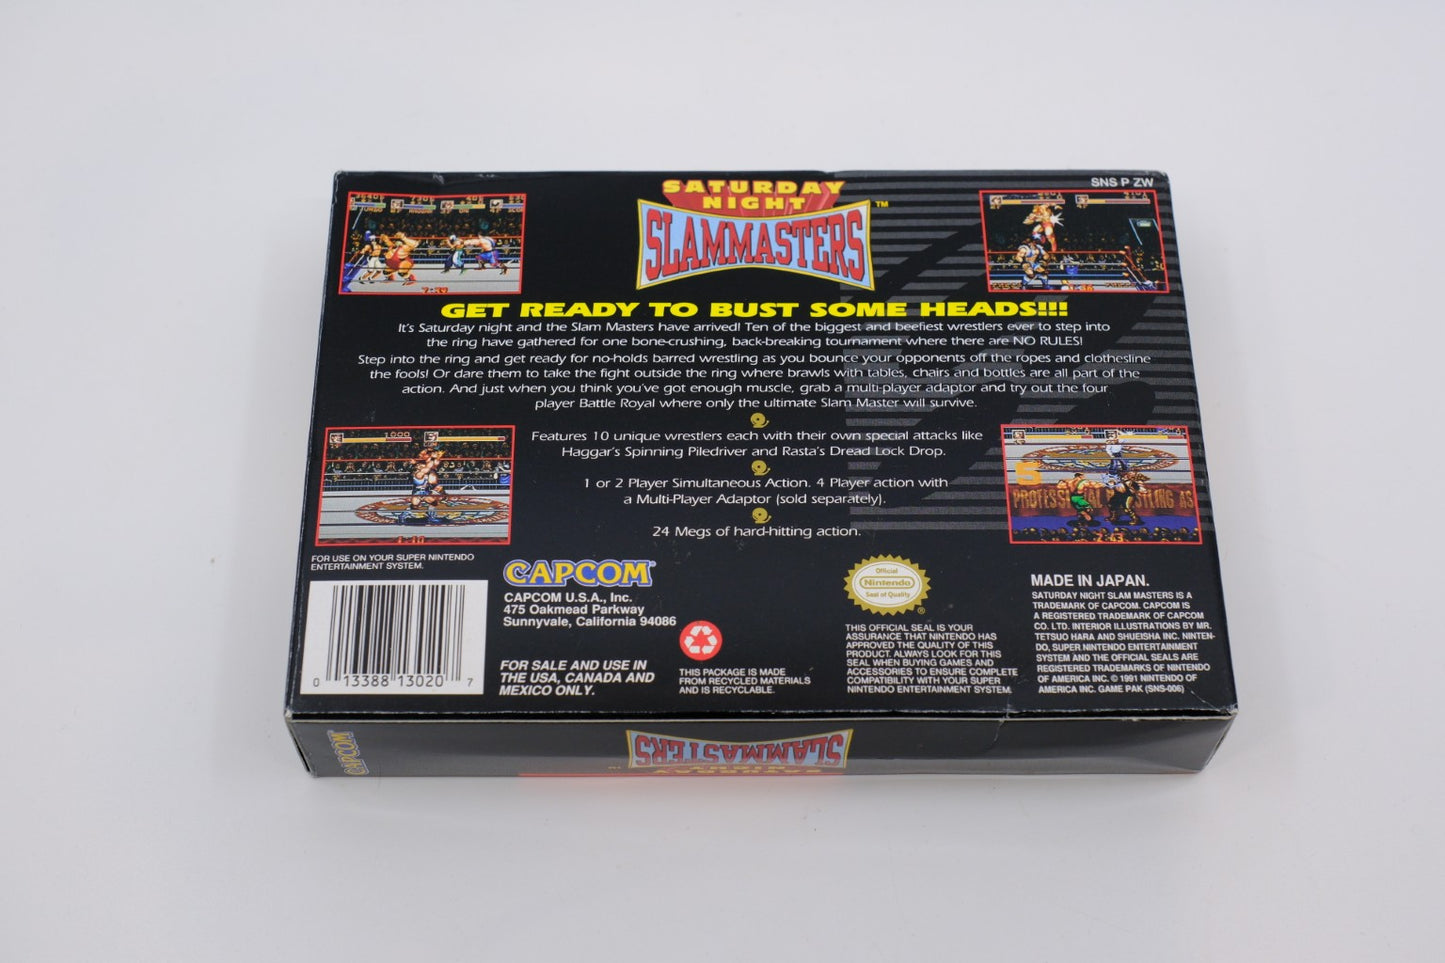 SNS P ZW
SATURDAY
NIGHT
SLAMMASTERS™
GET READY TO BUST SOME HEADS!!!
It's Saturday night and the Slam Masters have arrived! Ten of the biggest and beefiest wrestlers ever to step into
the ring have gathered for one bone-crushing, back-breaking tournament where there are NO RULES!
Step into the ring and get ready for no-holds barred wrestling as you bounce your opponents off the ropes and clothesline
the fools! Or dare them to take the fight outside the ring where brawls with tables, chairs and bottles are all part of the
action. And just when you think you've got enough muscle, grab a multi-player adaptor and try out the four
player Battle Royal where only the ultimate Slam Master will survive.
Features 10 unique wrestlers each with their own special attacks like
Haggar's Spinning Piledriver and Rasta's Dread Lock Drop.
1 or 2 Player Simultaneous Action. 4 Player action with
a Multi-Player Adaptor (sold separately).
24 Megs of hard-hitting action.
7:39
1000
5
PROFESSIONAL WRESTLING AS
2:43
FOR USE ON YOUR SUPER NINTENDO
ENTERTAINMENT SYSTEM.
0 13388 13020 7
CAPCOM®
CAPCOM U.S.A., Inc.
475 Oakmead Parkway
Sunnyvale, California 94086
FOR SALE AND USE IN
THE USA, CANADA AND
MEXICO ONLY.
THIS PACKAGE IS MADE
FROM RECYCLED MATERIALS
AND IS RECYCLABLE.
Official
Nintendo
Seal of Quality
®
THIS OFFICIAL SEAL IS YOUR
ASSURANCE THAT NINTENDO HAS
APPROVED THE QUALITY OF THIS
PRODUCT. ALWAYS LOOK FOR THIS
SEAL WHEN BUYING GAMES AND
ACCESSORIES TO ENSURE COMPLETE
COMPATIBILITY WITH YOUR SUPER
NINTENDO ENTERTAINMENT SYSTEM.
MADE IN JAPAN.
SATURDAY NIGHT SLAM MASTERS IS A
TRADEMARK OF CAPCOM. CAPCOM IS
A REGISTERED TRADEMARK OF CAPCOM
CO. LTD. INTERIOR ILLUSTRATIONS BY MR.
TETSUO HARA AND SHUEISHA INC. NINTEN-
DO, SUPER NINTENDO ENTERTAINMENT
SYSTEM AND THE OFFICIAL SEALS ARE
REGISTERED TRADEMARKS OF NINTENDO
OF AMERICA INC. © 1991 NINTENDO OF
AMERICA INC. GAME PAK (SNS-006)
CAPCOM
SLAMMASTERS
SATURDAY
NIGHT